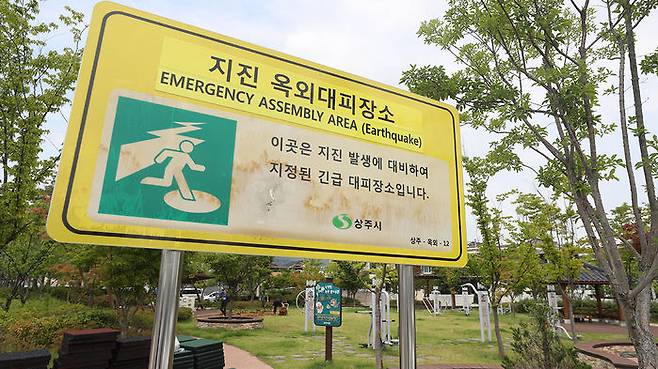 지진 옥외대피장소
EMERGENCY ASSEMBLY AREA (Earthquake)
이곳은 지진 발생에 대비하여
지정된 긴급 대피장소입니다.
상주시
상주 - 옥외 - 12